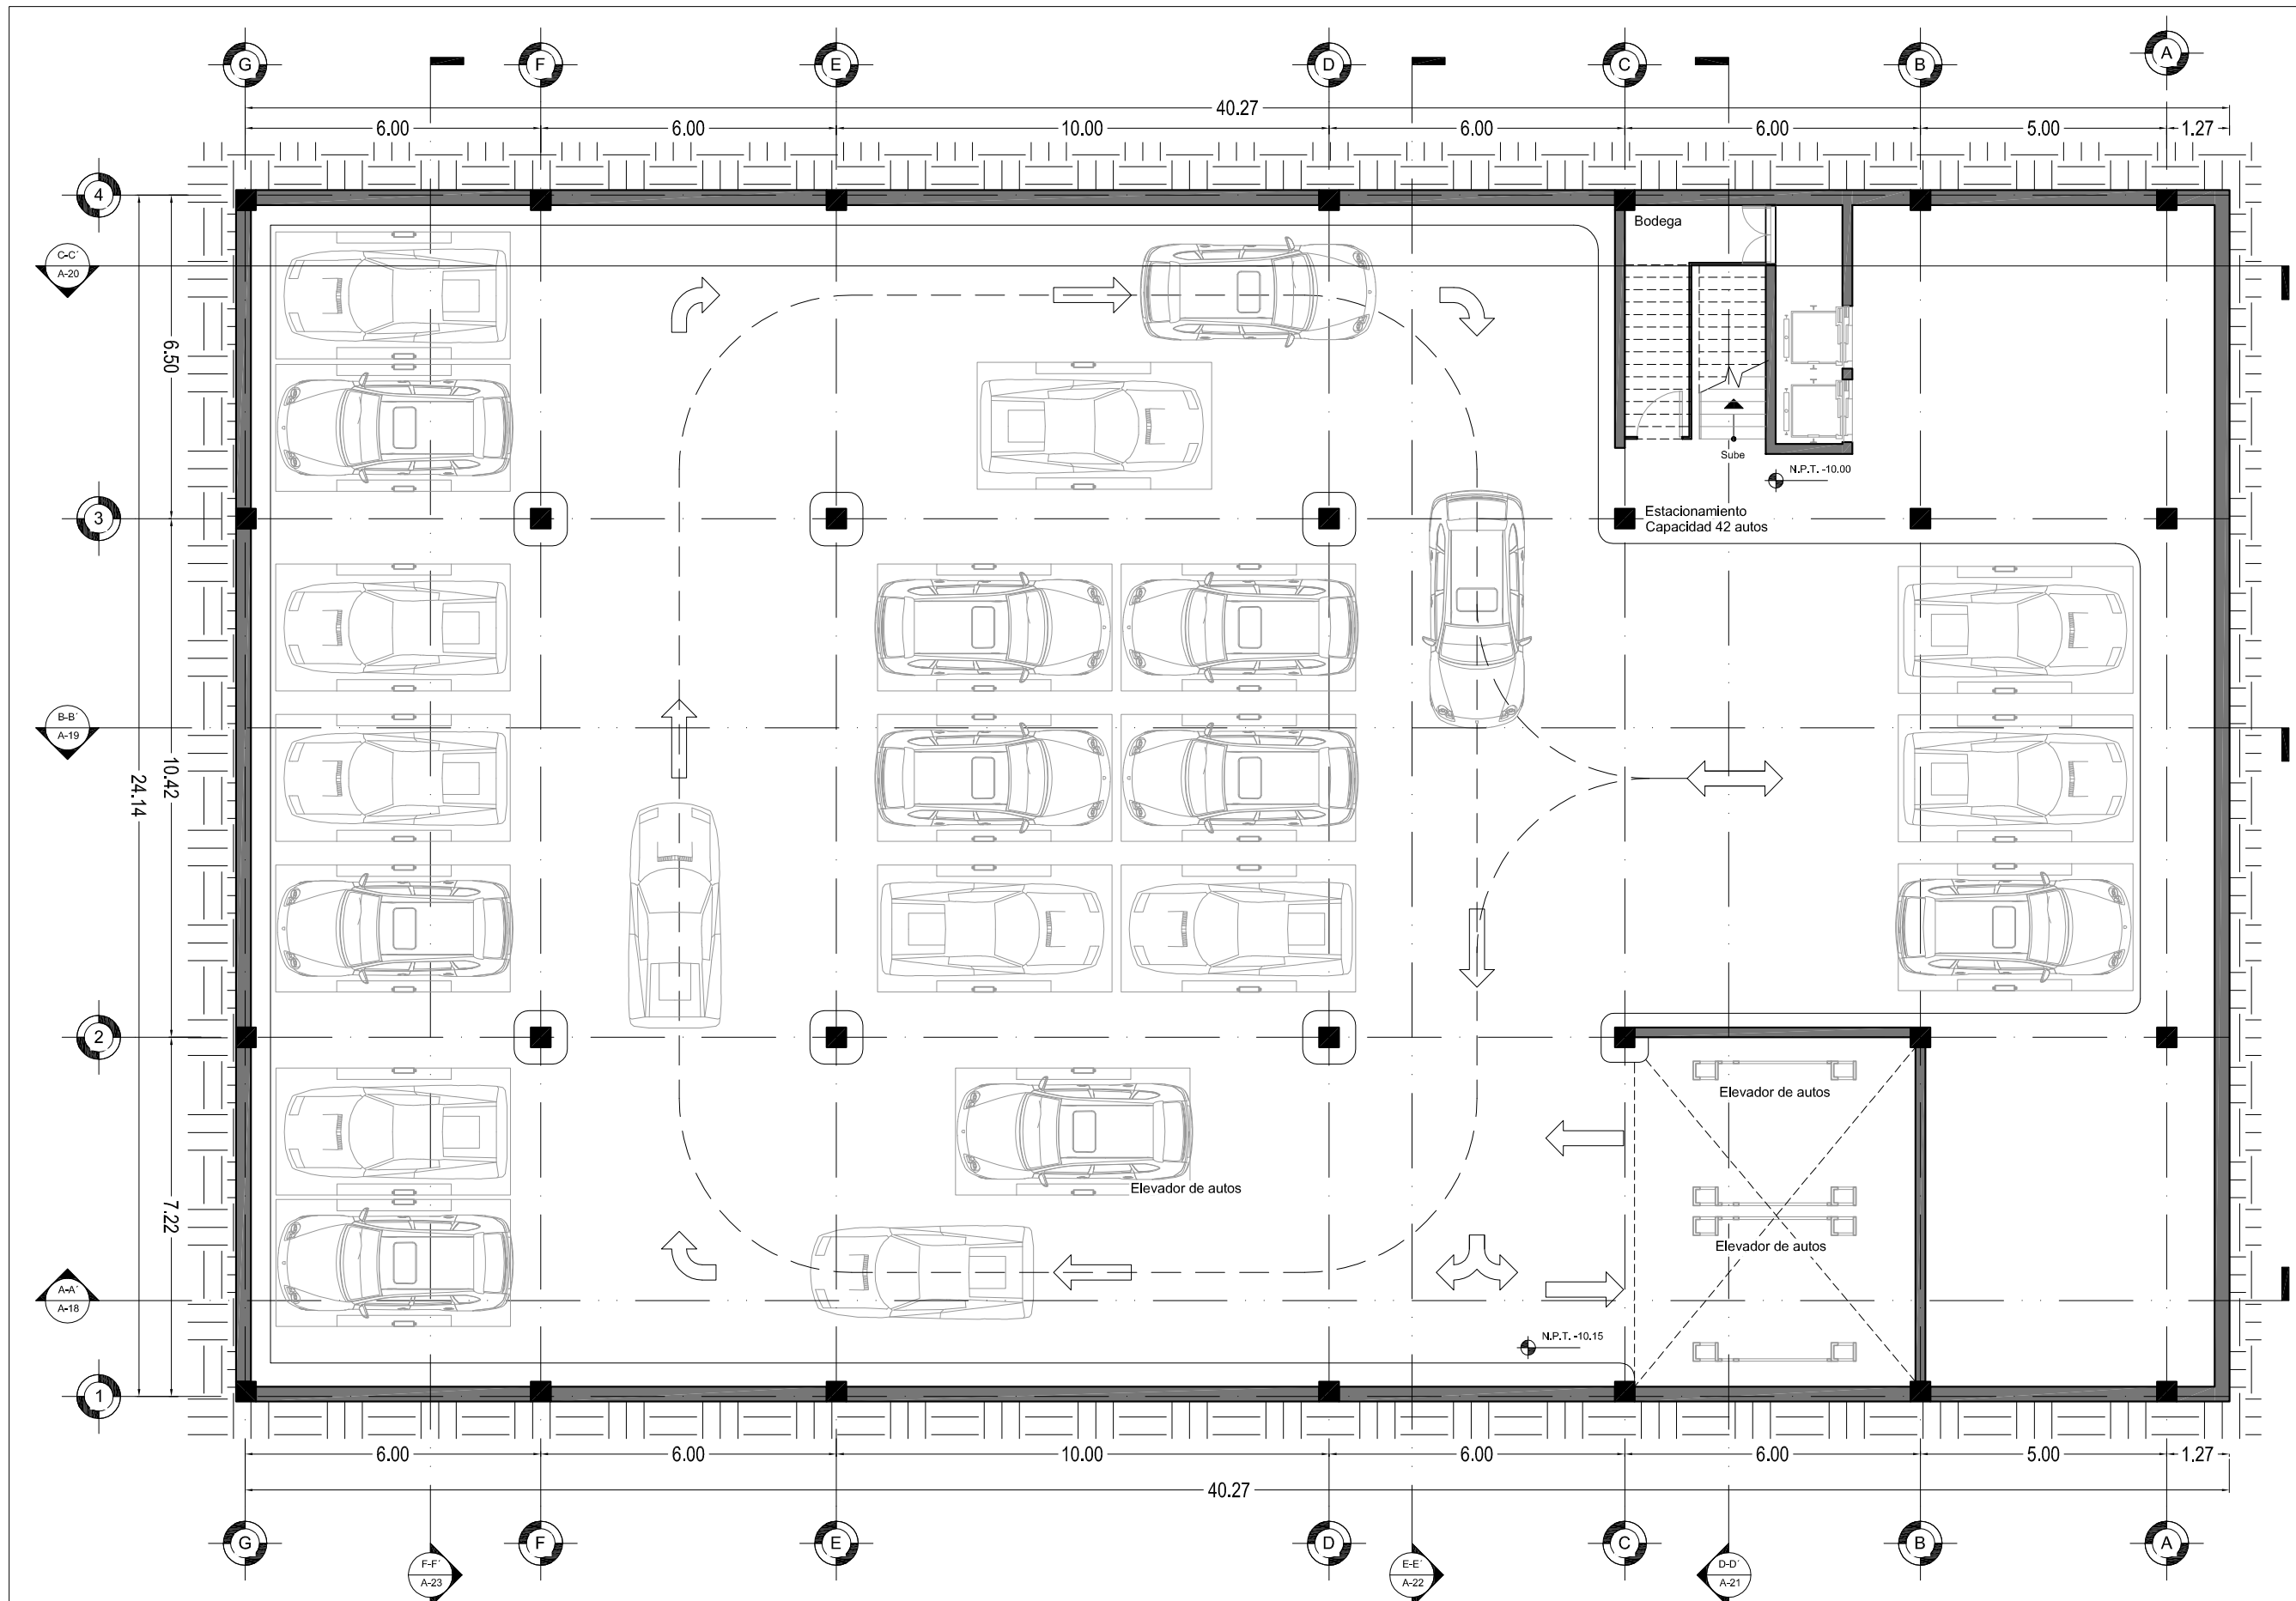 G F E D C B A
40.27
6.00 6.00 10.00 6.00 6.00 5.00 1.27
4
Bodega
C-C'
A-20
6.50
Sube
N.P.T. -10.00
3
Estacionamiento
Capacidad 42 autos
B-B'
A-19
10.42
24.14
2
Elevador de autos
Elevador de autos
7.22
Elevador de autos
A-A'
A-18
N.P.T. -10.15
1
6.00 6.00 10.00 6.00 6.00 5.00 1.27
40.27
G F E D C B A
F-F'
A-23
E-E'
A-22
D-D'
A-21